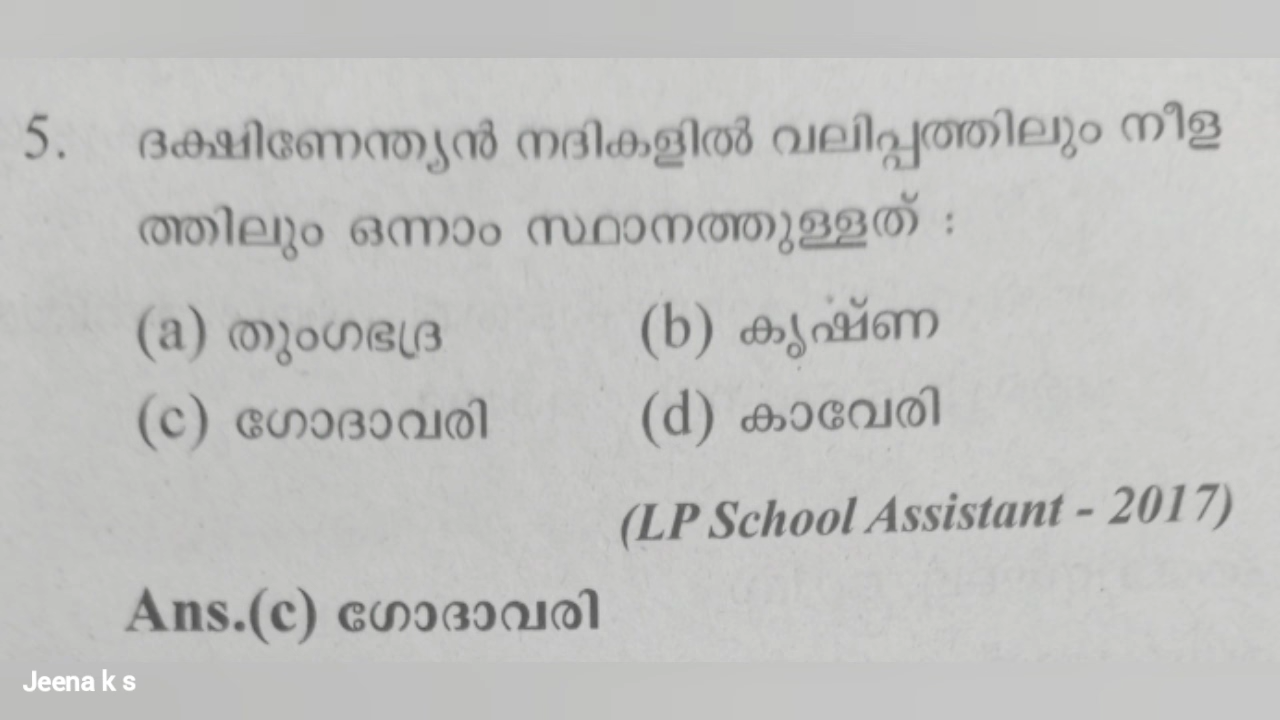 5. ദക്ഷിണേന്ത്യൻ നദികളിൽ വലിപ്പത്തിലും നീള
ത്തിലും ഒന്നാം സ്ഥാനത്തുള്ളത് :
(a) തുംഗഭദ്ര (b) കൃഷ്ണ
(c) ഗോദാവരി (d) കാവേരി
(LP School Assistant - 2017)
Ans.(c) ഗോദാവരി
Jeena k s